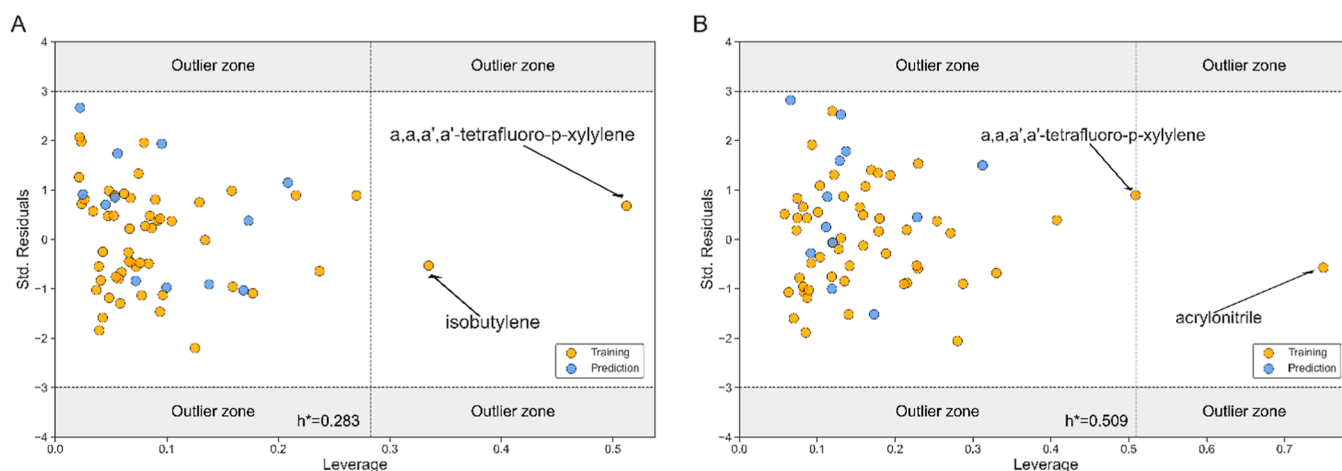 A
4
3
2
1
0
−1
−2
−3
−4
Std. Residuals
Outlier zone
Outlier zone
a,a,a',a'-tetrafluoro-p-xylylene
isobutylene
Training
Prediction
Outlier zone
h*=0.283
Outlier zone
0.0 0.1 0.2 0.3 0.4 0.5
Leverage
B
4
3
2
1
0
−1
−2
−3
−4
Std. Residuals
Outlier zone
Outlier zone
a,a,a',a'-tetrafluoro-p-xylylene
acrylonitrile
Training
Prediction
Outlier zone
h*=0.509
Outlier zone
0.0 0.1 0.2 0.3 0.4 0.5 0.6 0.7
Leverage